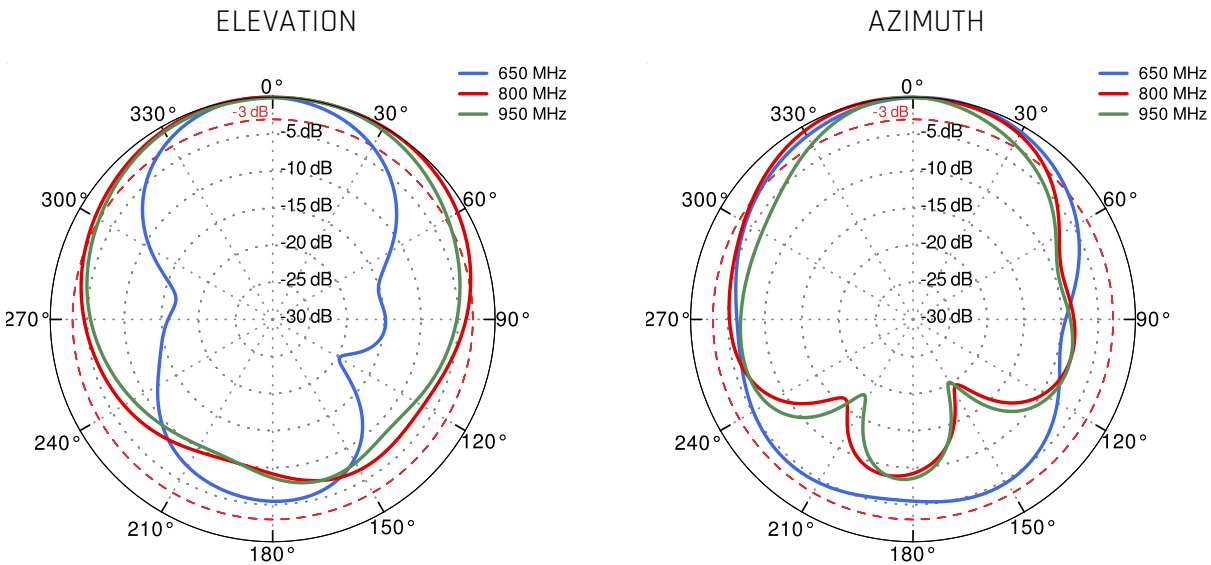 ELEVATION
650 MHz
800 MHz
950 MHz
0°
330°
30°
-3 dB
-5 dB
-10 dB
300°
60°
-15 dB
-20 dB
-25 dB
270°
-30 dB
90°
240°
120°
210°
150°
180°
AZIMUTH
650 MHz
800 MHz
950 MHz
0°
330°
30°
-3 dB
-5 dB
-10 dB
300°
60°
-15 dB
-20 dB
-25 dB
270°
-30 dB
90°
240°
120°
210°
150°
180°